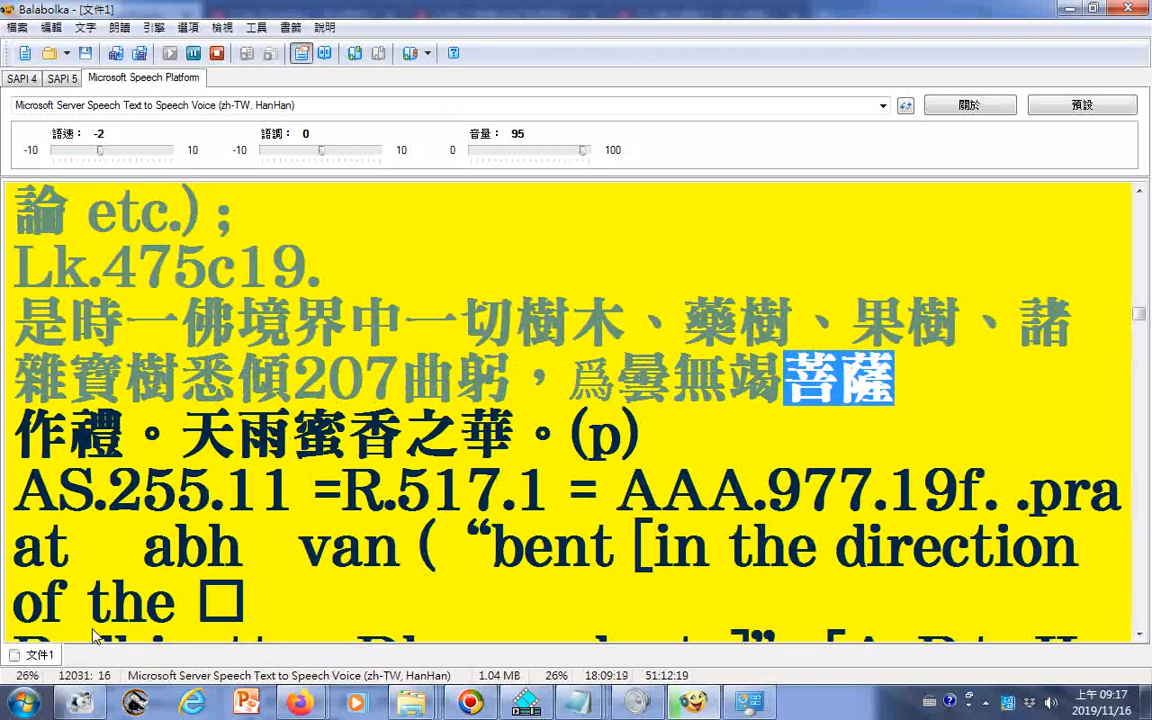 Balabolka - [文件1]
檔案 編輯 文字 朗讀 引擎 選項 檢視 工具 書籤 說明
SAPI 4 SAPI 5 Microsoft Speech Platform
Microsoft Server Speech Text to Speech Voice (zh-TW, HanHan) 關於 預設
語速： -2 語調： 0 音量： 95
-10 10 -10 10 0 100
論 etc.) ;
Lk.475c19.
是時一佛境界中一切樹木、藥樹、果樹、諸
雜寶樹悉傾207曲躬，爲曇無竭菩薩
作禮。天雨蜜香之華。(p)
AS.255.11 =R.517.1 = AAA.977.19f. .pra
at abh van ( “bent [in the direction
of the □
文件1
26% 12031: 16 Microsoft Server Speech Text to Speech Voice (zh-TW, HanHan) 1.04 MB 26% 18:09:19 51:12:19
上午 09:17
2019/11/16